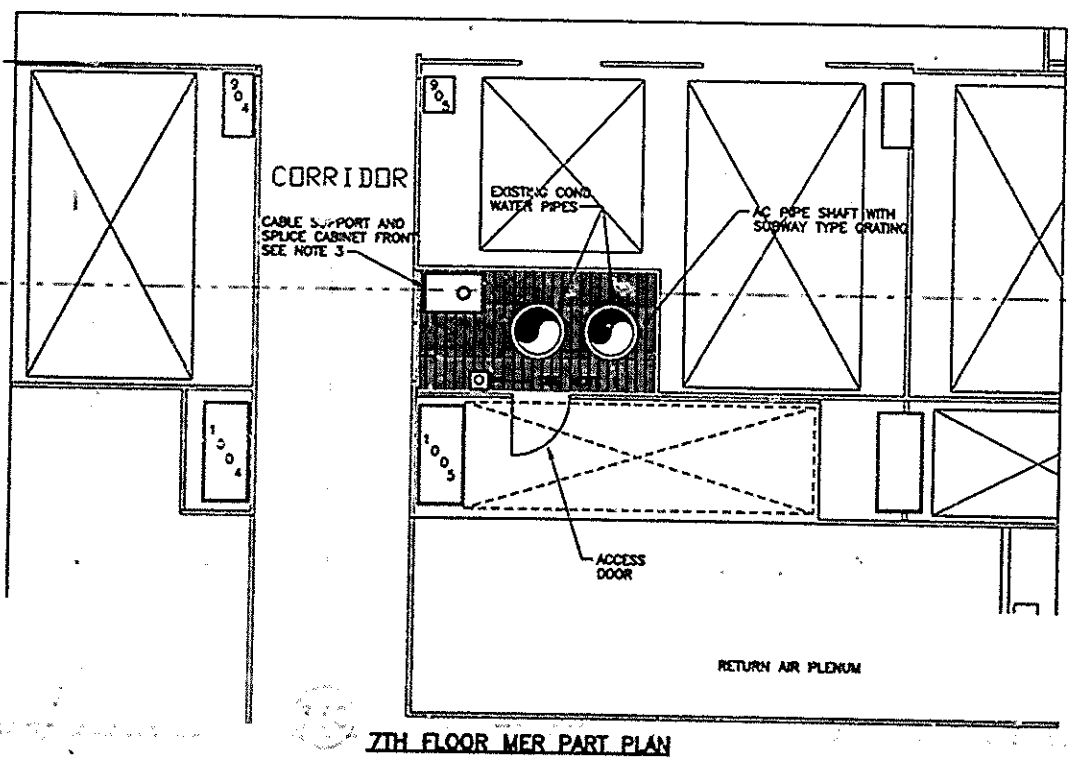 904
905
CORRIDOR
EXISTING COND.
WATER PIPES
AC PIPE SHAFT WITH
SUBWAY TYPE GRATING
CABLE SUPPORT AND
SPLICE CABINET FRONT
SEE NOTE 3
1004
1005
ACCESS
DOOR
RETURN AIR PLENUM
7TH FLOOR MER PART PLAN